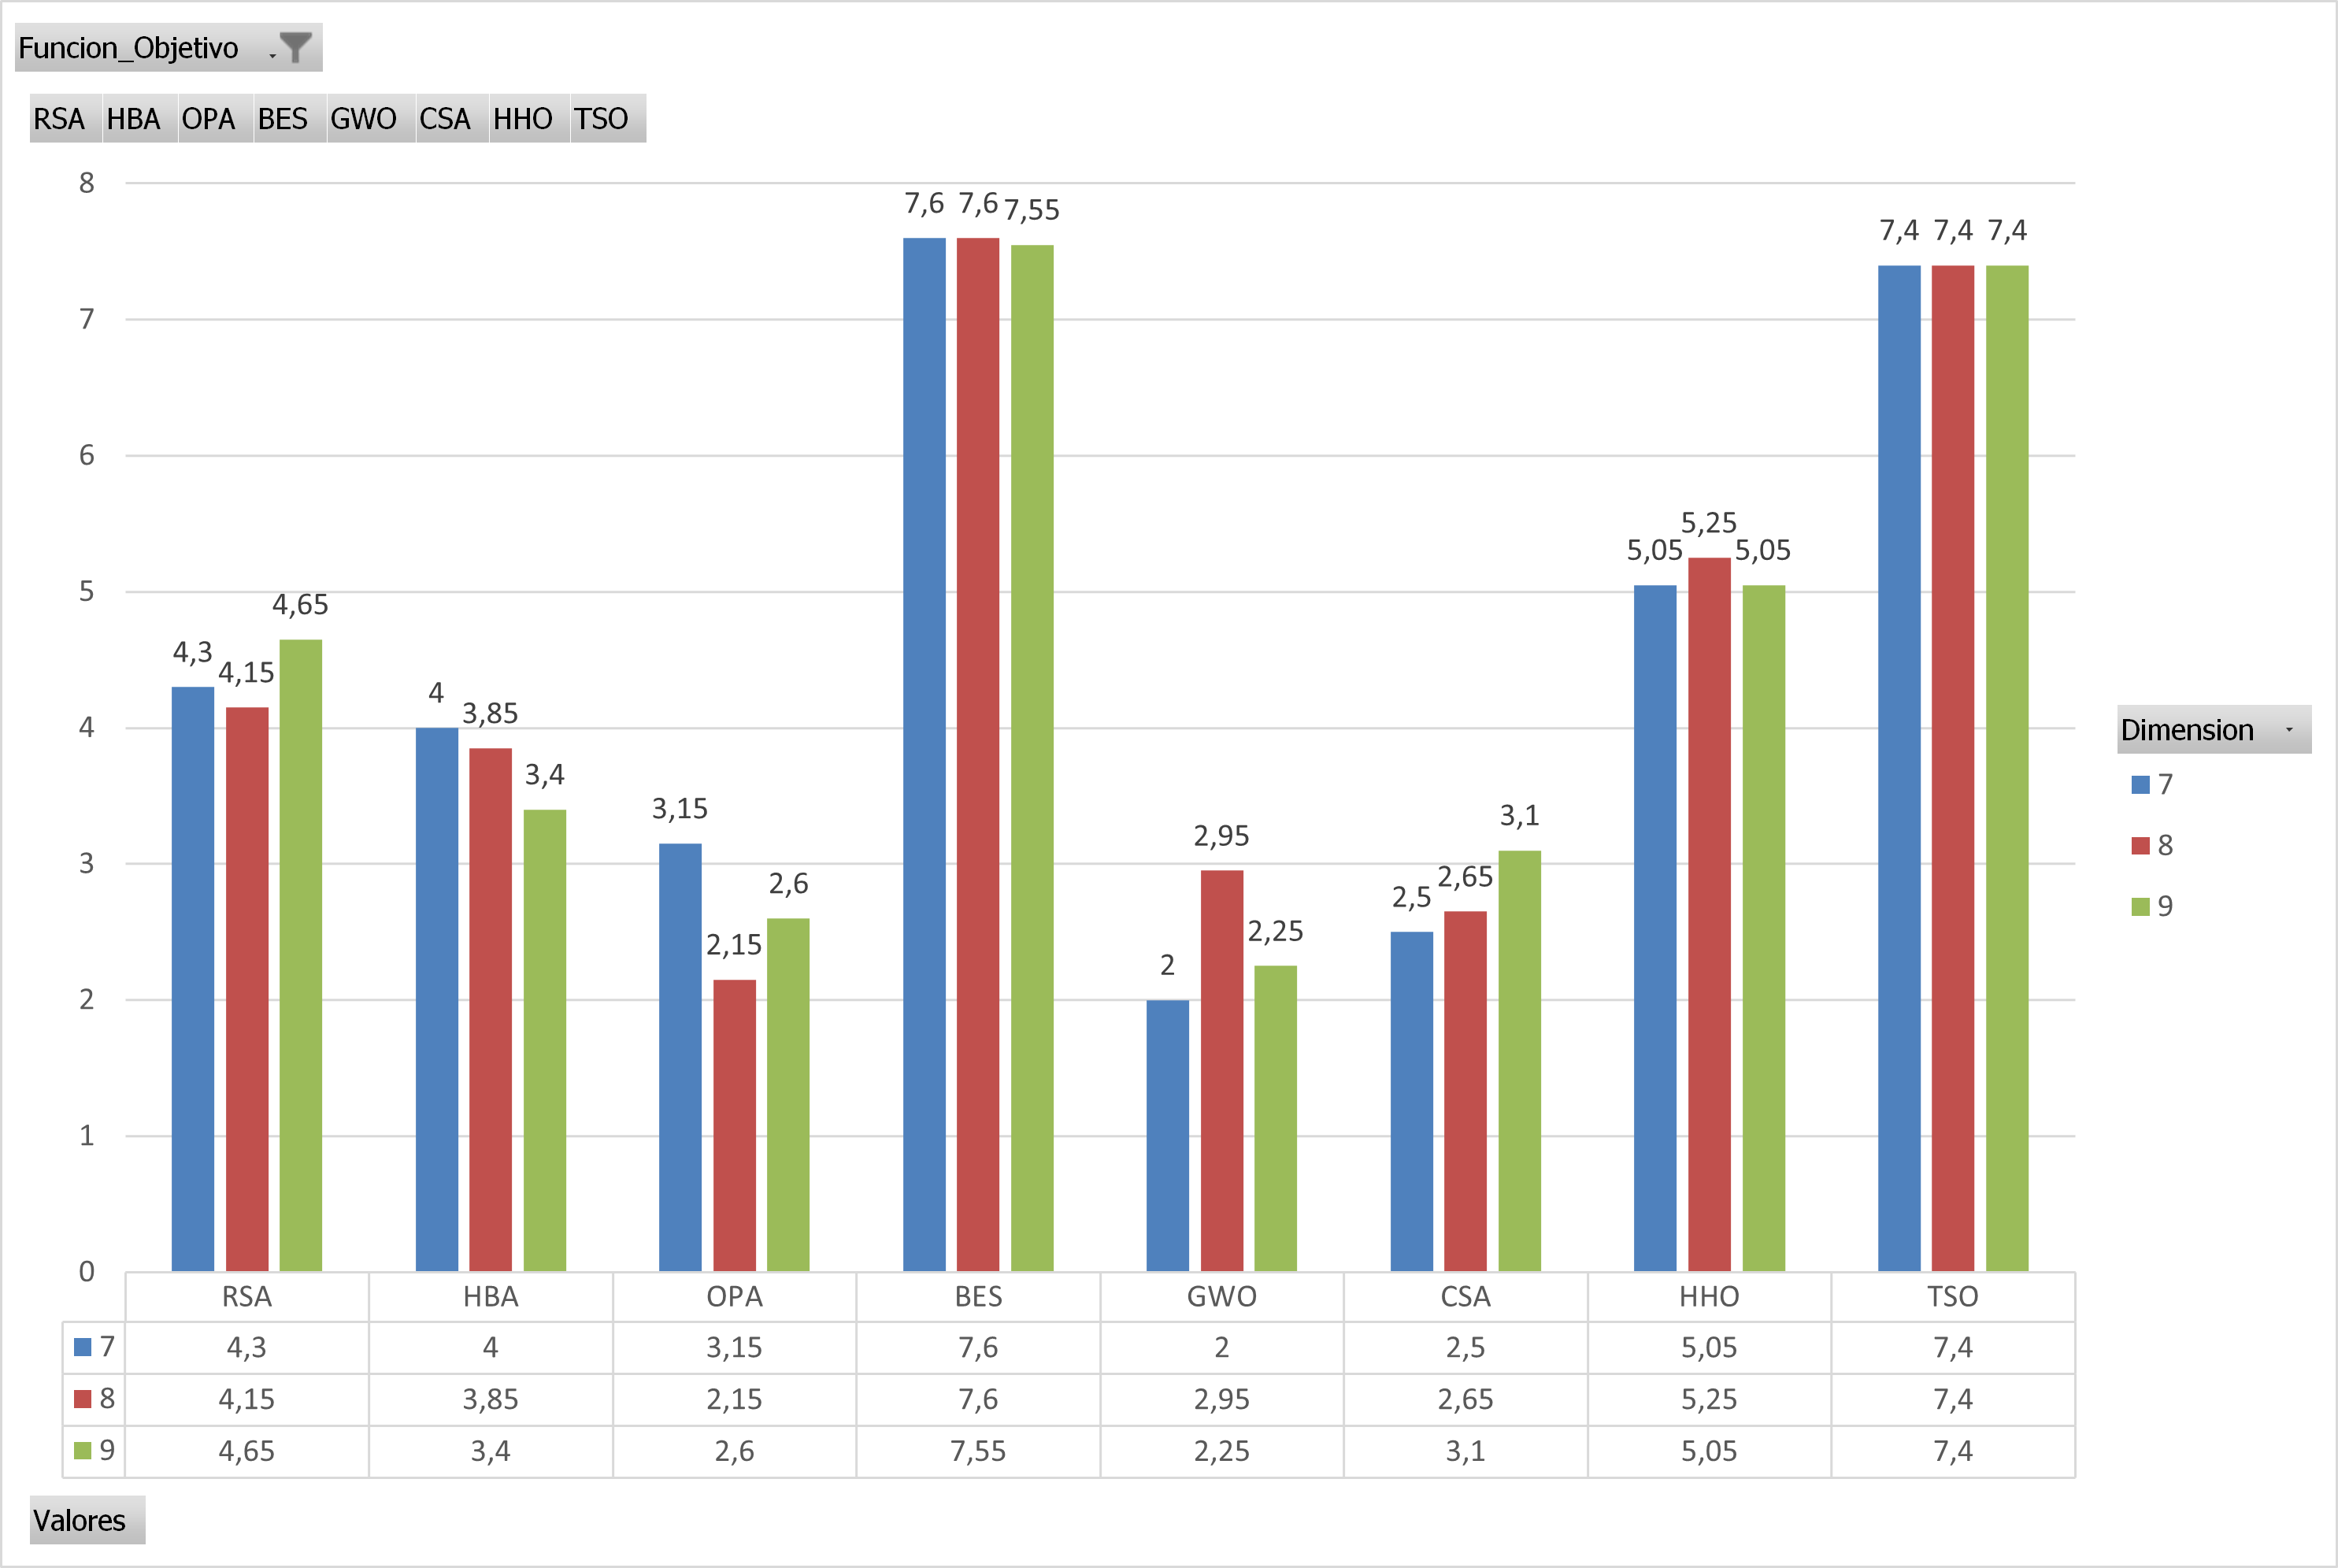 Funcion_Objetivo
RSA HBA OPA BES GWO CSA HHO TSO
8
7
6
5
4
3
2
1
0
4,3 4,15 4,65
4 3,85 3,4
3,15 2,15 2,6
7,6 7,6 7,55
2 2,95 2,25
2,5 2,65 3,1
5,05 5,25 5,05
7,4 7,4 7,4
Dimension
7
8
9
RSA HBA OPA BES GWO CSA HHO TSO
7 4,3 4 3,15 7,6 2 2,5 5,05 7,4
8 4,15 3,85 2,15 7,6 2,95 2,65 5,25 7,4
9 4,65 3,4 2,6 7,55 2,25 3,1 5,05 7,4
Valores